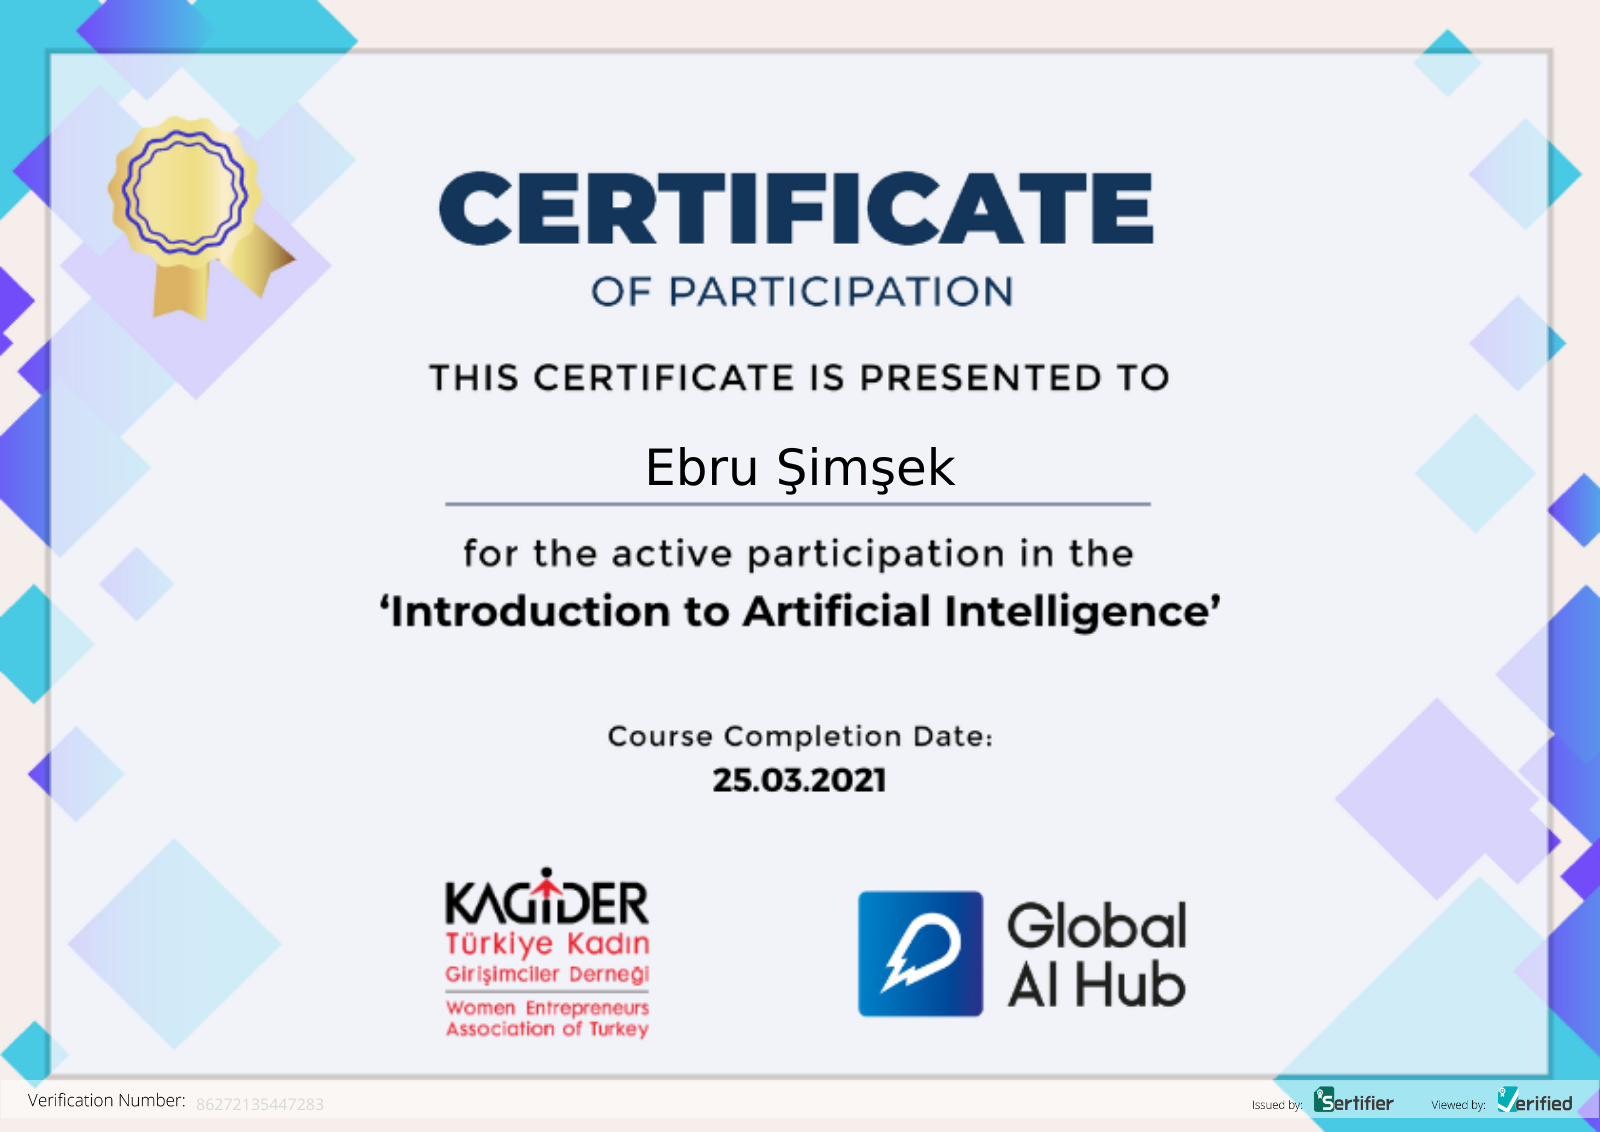 CERTIFICATE
OF PARTICIPATION
THIS CERTIFICATE IS PRESENTED TO
Ebru Şimşek
for the active participation in the
‘Introduction to Artificial Intelligence’
Course Completion Date:
25.03.2021
KAGİDER
Türkiye Kadın
Girişimciler Derneği
Women Entrepreneurs
Association of Turkey
Global
AI Hub
Verification Number: 86272135447283
Issued by: Sertifier
Viewed by: Verified